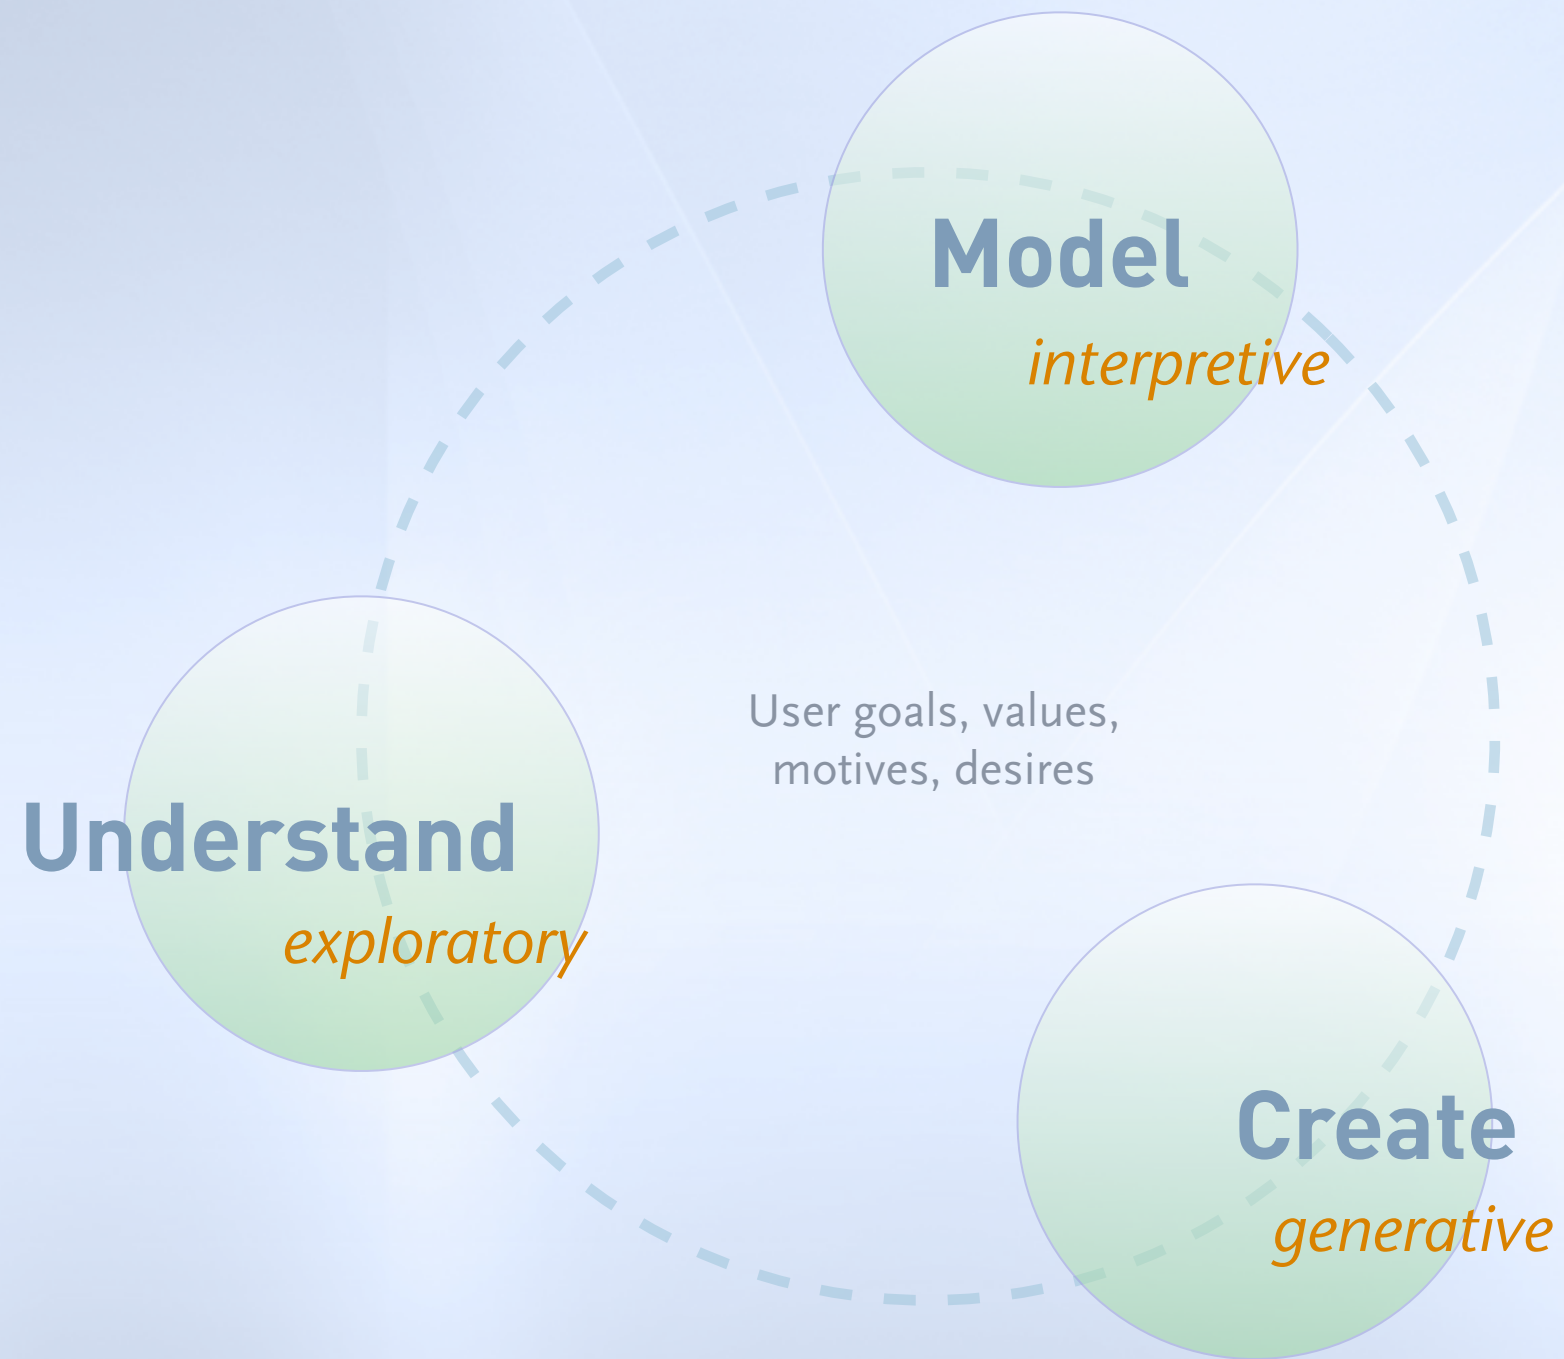 Model
interpretive
User goals, values,
motives, desires
Understand
exploratory
Create
generative